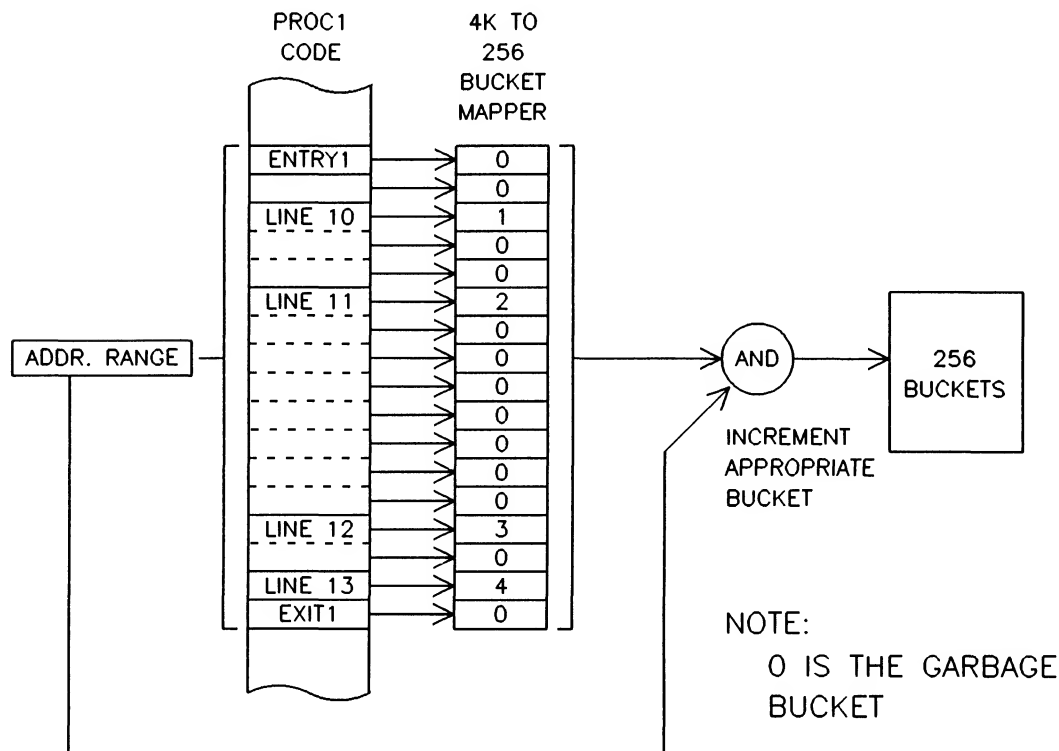 PROC1
CODE
4K TO
256
BUCKET
MAPPER
ENTRY1
0
0
LINE 10
1
0
0
LINE 11
2
0
0
0
0
0
0
0
LINE 12
3
0
LINE 13
4
EXIT1
0
ADDR. RANGE
AND
256
BUCKETS
INCREMENT
APPROPRIATE
BUCKET
NOTE:
0 IS THE GARBAGE
BUCKET